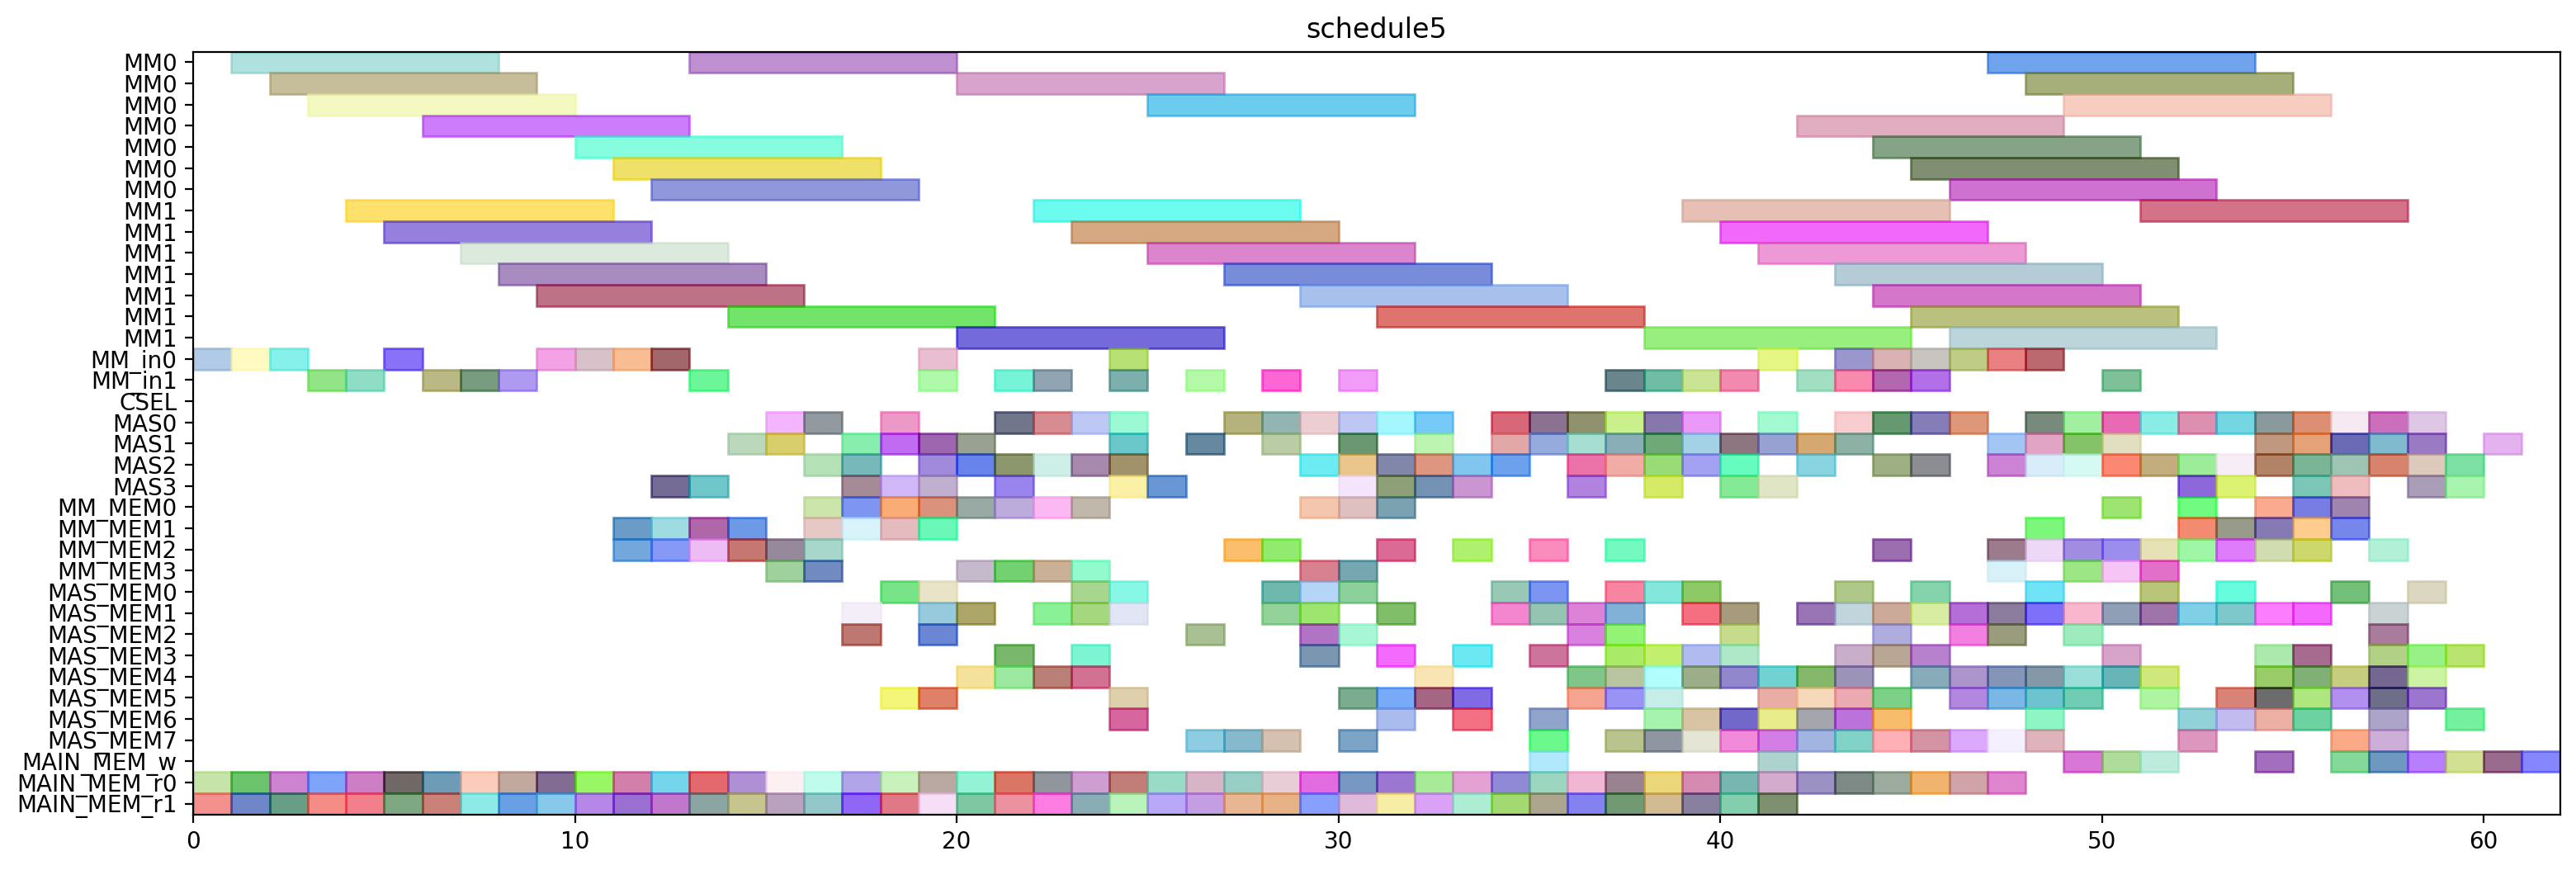 schedule5
MM0
MM0
MM0
MM0
MM0
MM0
MM0
MM1
MM1
MM1
MM1
MM1
MM1
MM1
MM_in0
MM_in1
CSEL
MAS0
MAS1
MAS2
MAS3
MM_MEM0
MM_MEM1
MM_MEM2
MM_MEM3
MAS_MEM0
MAS_MEM1
MAS_MEM2
MAS_MEM3
MAS_MEM4
MAS_MEM5
MAS_MEM6
MAS_MEM7
MAIN_MEM_w
MAIN_MEM_r0
MAIN_MEM_r1
0 10 20 30 40 50 60